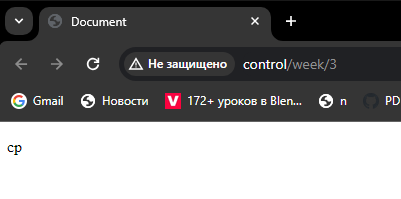 Document
Не защищено control/week/3
Gmail Новости 172+ уроков в Blen... n PD
ср